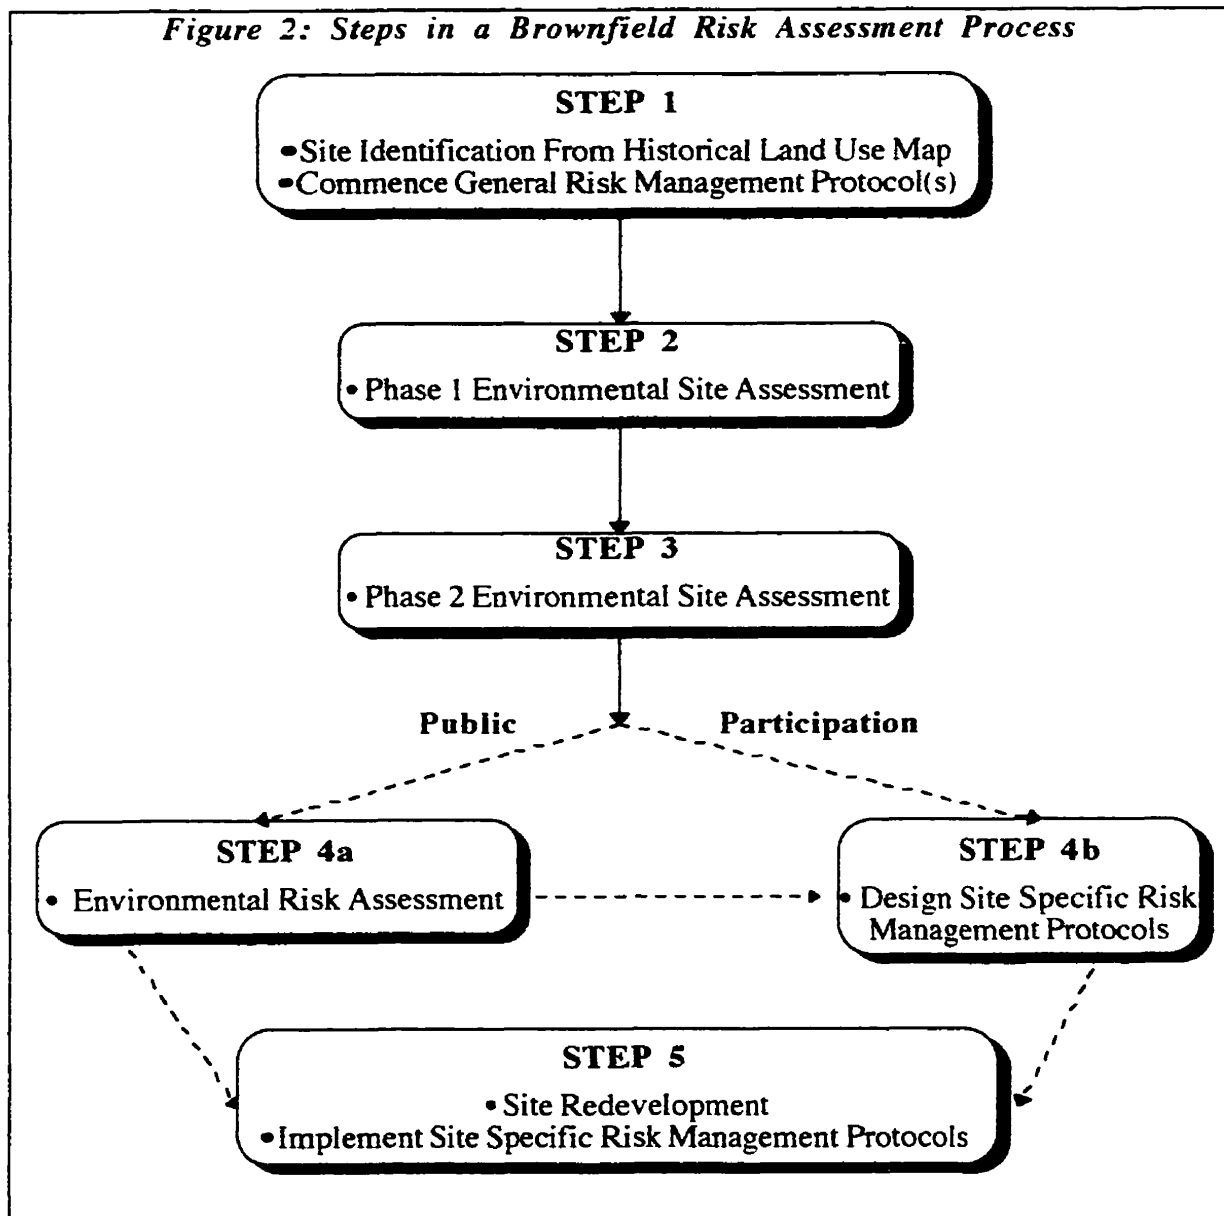 Figure 2: Steps in a Brownfield Risk Assessment Process
STEP 1
•Site Identification From Historical Land Use Map
•Commence General Risk Management Protocol(s)
STEP 2
• Phase 1 Environmental Site Assessment
STEP 3
• Phase 2 Environmental Site Assessment
Public Participation
STEP 4a
• Environmental Risk Assessment
STEP 4b
• Design Site Specific Risk
Management Protocols
STEP 5
• Site Redevelopment
•Implement Site Specific Risk Management Protocols